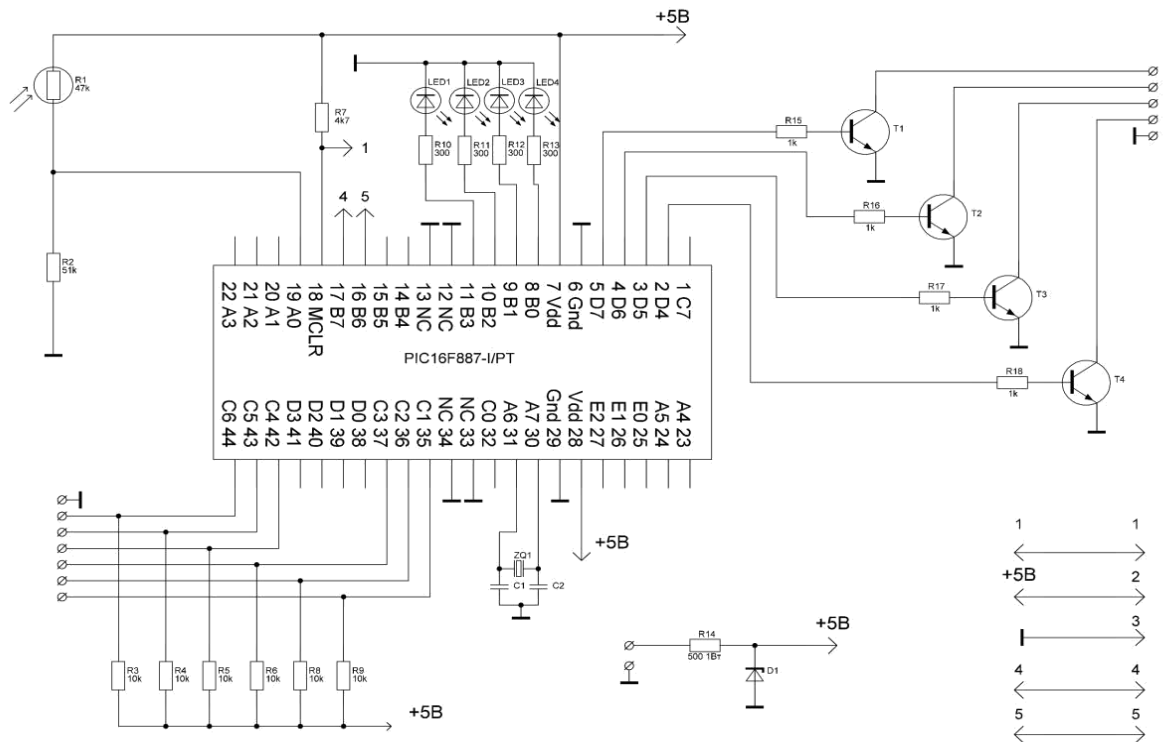 +5В
R1
47k
R7
4k7
1
4
5
LED1
LED2
LED3
LED4
R10
300
R11
300
R12
300
R13
300
R15
1k
T1
R16
1k
T2
R17
1k
T3
R18
1k
T4
R2
51k
22 A3
21 A2
20 A1
19 A0
18 MCLR
17 B7
16 B6
15 B5
14 B4
13 NC
12 NC
11 B3
10 B2
9 B1
8 B0
7 Vdd
6 Gnd
5 D7
4 D6
3 D5
2 D4
1 C7
PIC16F887-I/PT
C6 44
C5 43
C4 42
D3 41
D2 40
D1 39
D0 38
C3 37
C2 36
C1 35
NC 34
NC 33
C0 32
A6 31
A7 30
Gnd 29
Vdd 28
E2 27
E1 26
E0 25
A5 24
A4 23
ZQ1
C1
C2
+5В
R3
10k
R4
10k
R5
10k
R6
10k
R8
10k
R9
10k
+5В
R14
500 1Вт
+5В
D1
1 1
+5В 2
3
4 4
5 5